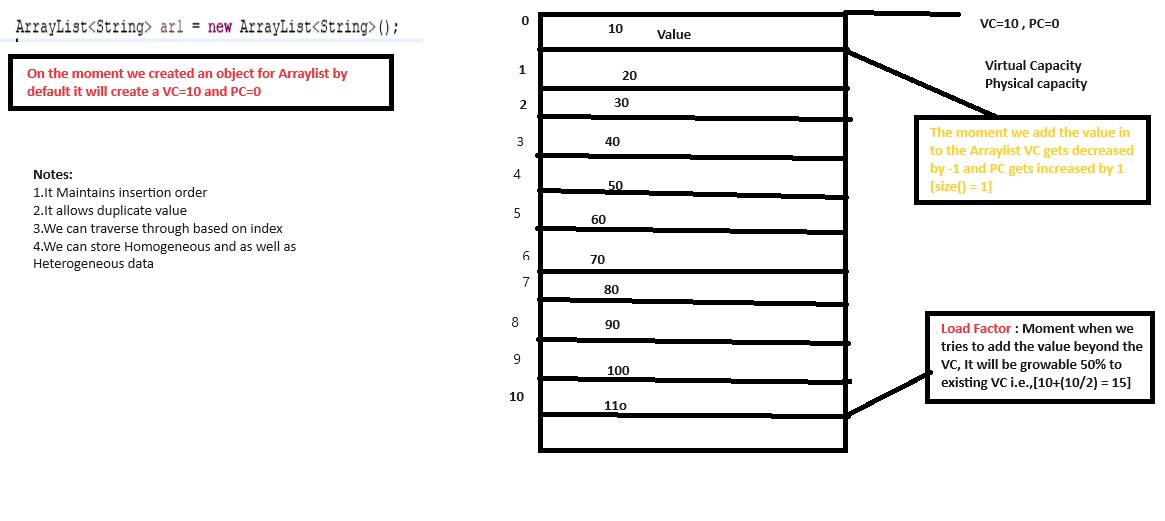 ArrayList<String> ar1 = new ArrayList<String>();
On the moment we created an object for Arraylist by
default it will create a VC=10 and PC=0
Notes:
1.It Maintains insertion order
2.It allows duplicate value
3.We can traverse through based on index
4.We can store Homogeneous and as well as
Heterogeneous data
0
10
Value
1
20
2
30
3
40
4
50
5
60
6
70
7
80
8
90
9
100
10
11o
VC=10 , PC=0
Virtual Capacity
Physical capacity
The moment we add the value in
to the Arraylist VC gets decreased
by -1 and PC gets increased by 1
[size() = 1]
Load Factor : Moment when we
tries to add the value beyond the
VC, It will be growable 50% to
existing VC i.e.,[10+(10/2) = 15]